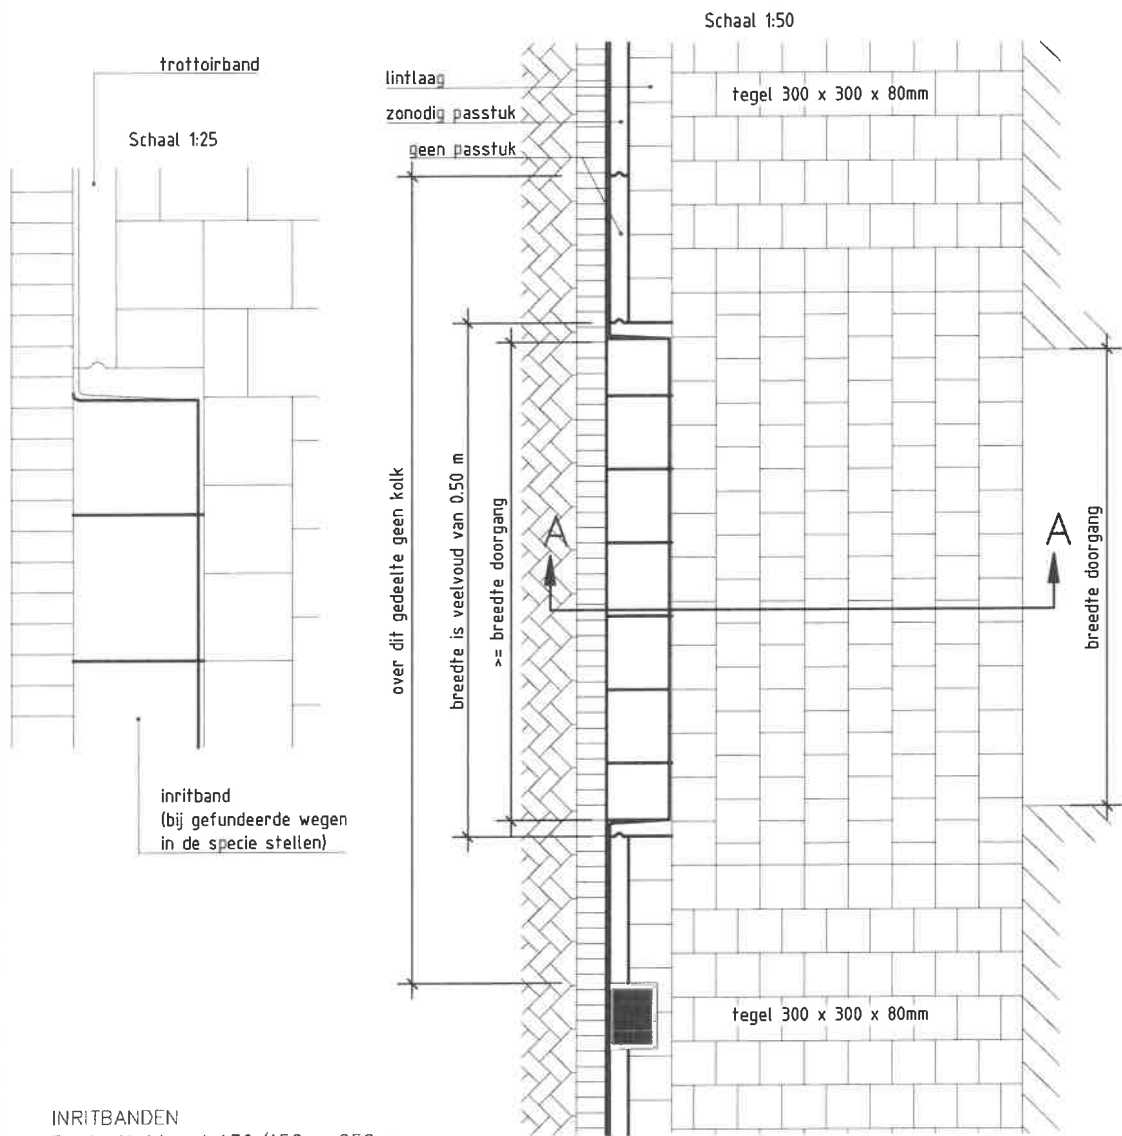 Schaal 1:50
trottoirband
Schaal 1:25
lintlaag
zonodig passtuk
geen passtuk
tegel 300 x 300 x 80mm
over dit gedeelte geen kolk
breedte is veelvoud van 0.50 m
>= breedte doorgang
A
A
breedte doorgang
inritband
(bij gefundeerde wegen
in de specie stellen)
tegel 300 x 300 x 80mm
INRITBANDEN